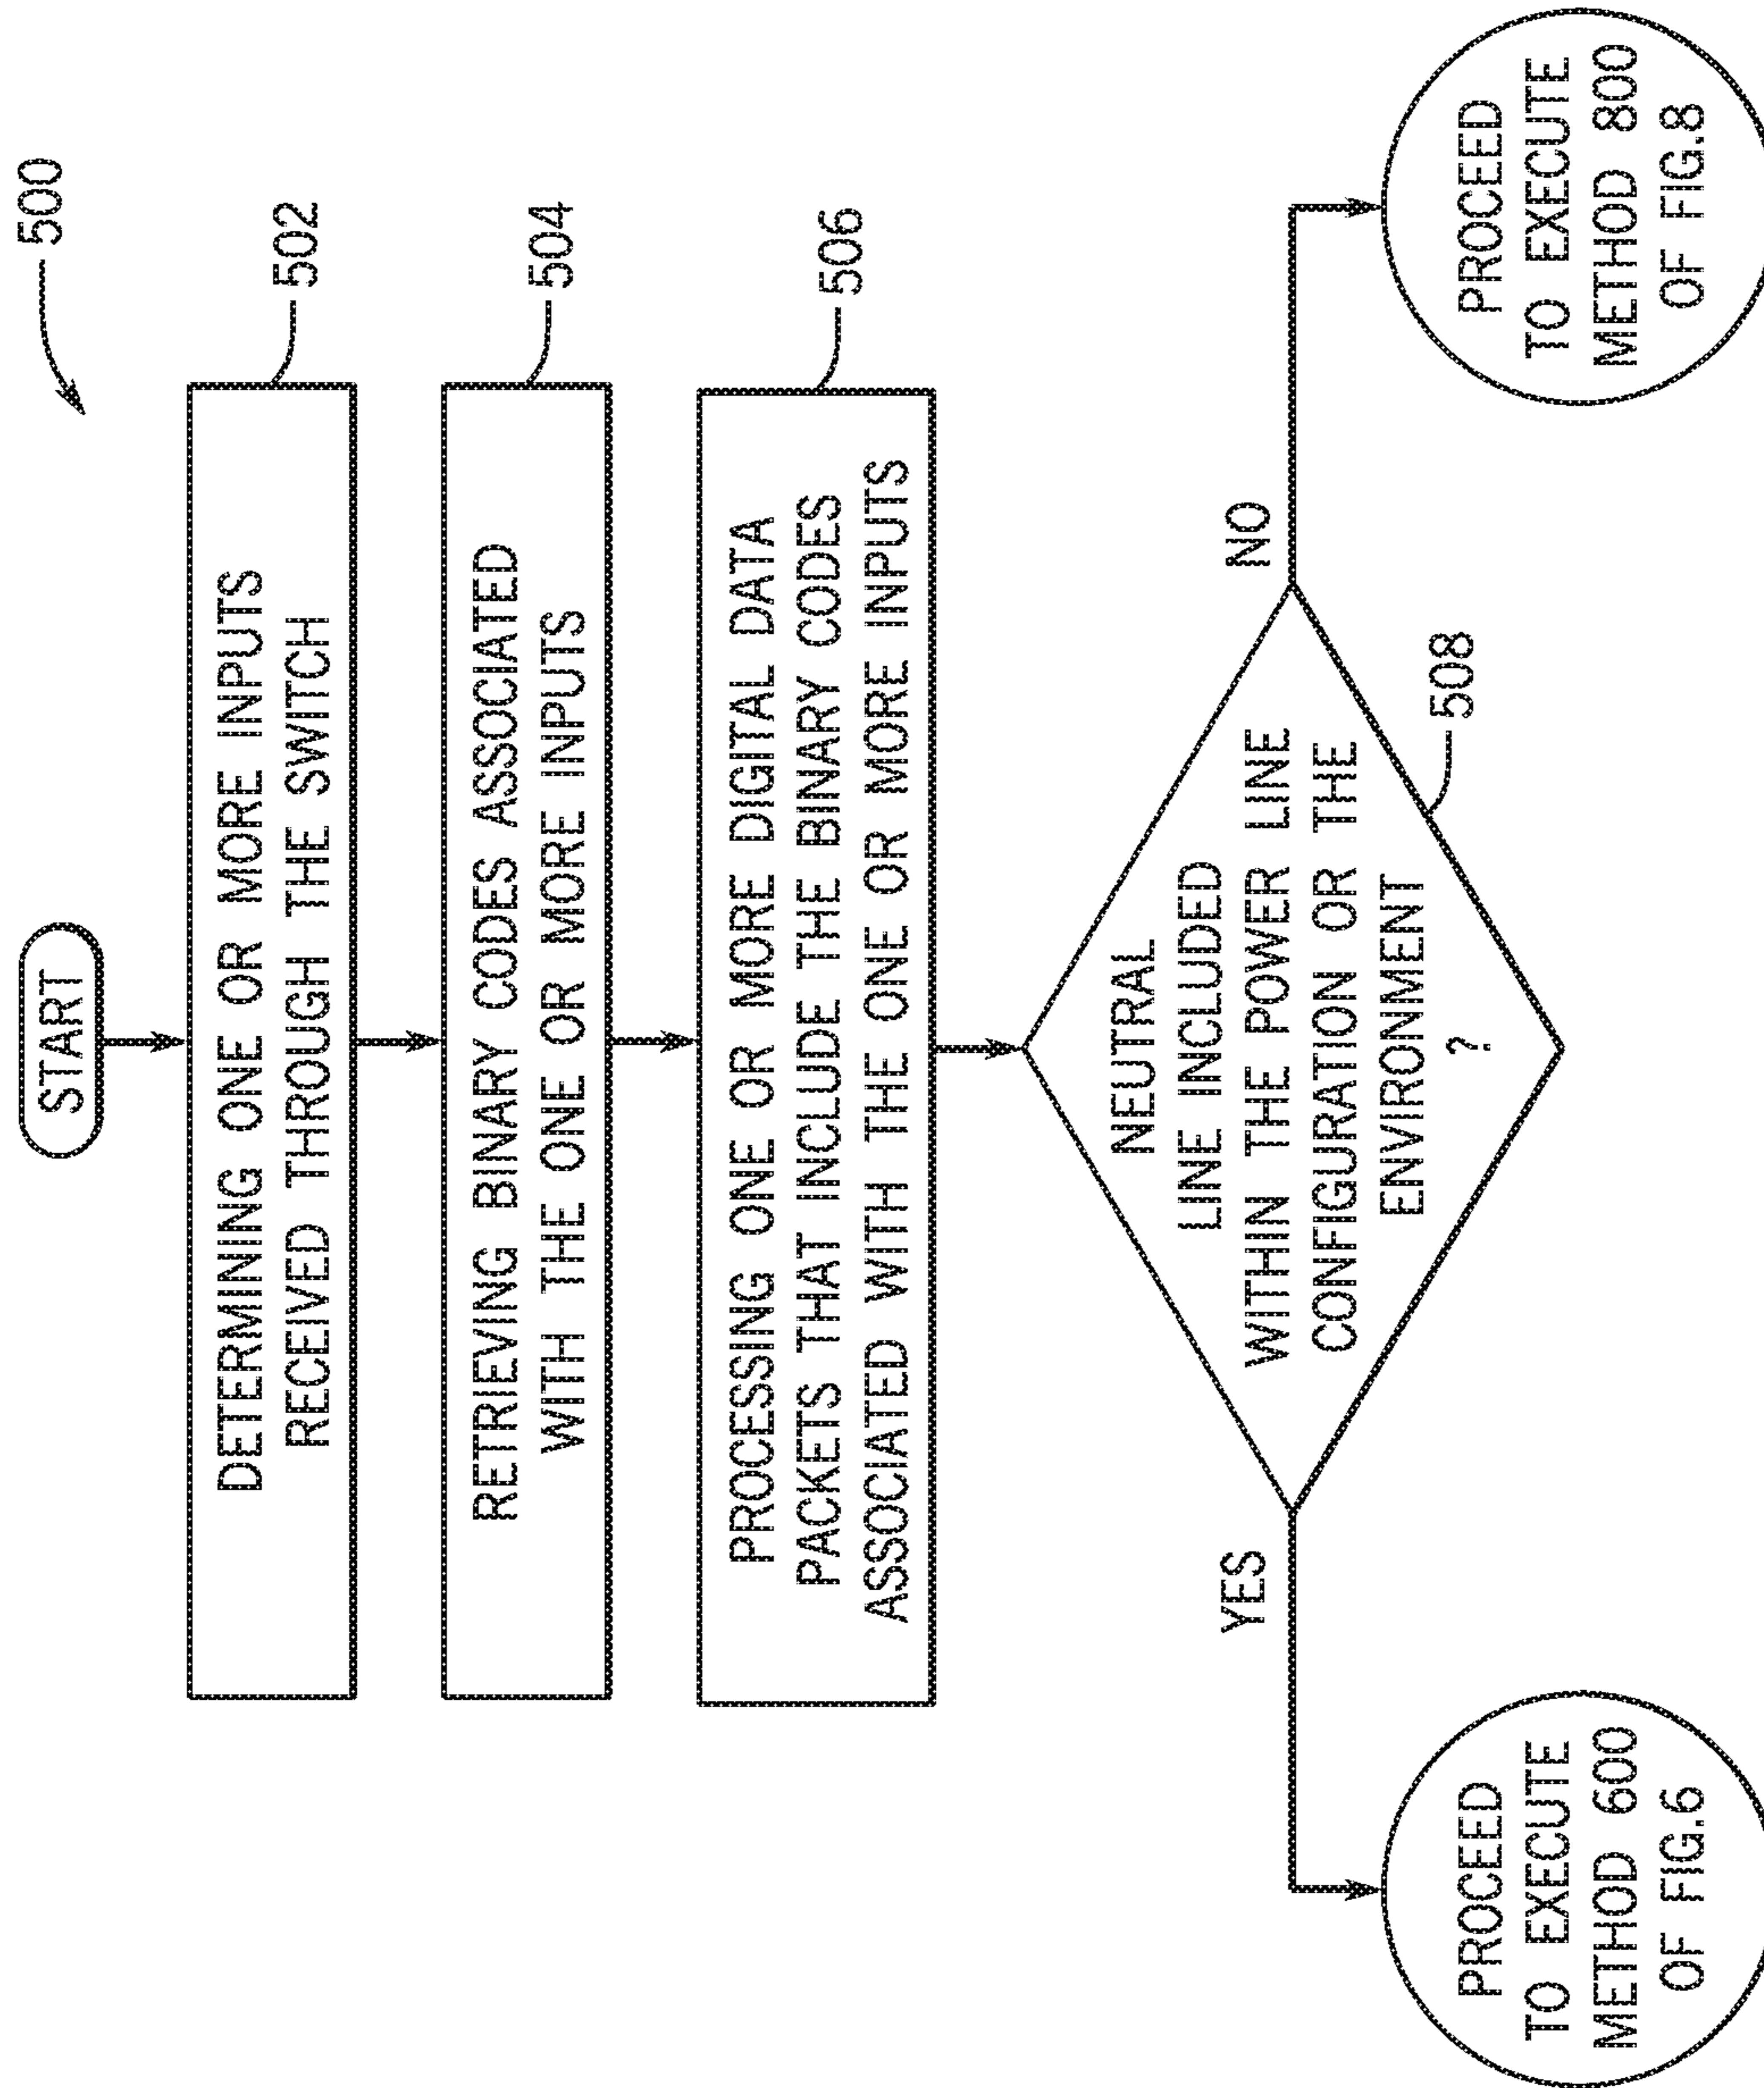 500
START
DETERMINING ONE OR MORE INPUTS
RECEIVED THROUGH THE SWITCH
502
RETRIEVING BINARY CODES ASSOCIATED
WITH THE ONE OR MORE INPUTS
504
PROCESSING ONE OR MORE DIGITAL DATA
PACKETS THAT INCLUDE THE BINARY CODES
ASSOCIATED WITH THE ONE OR MORE INPUTS
506
NEUTRAL
LINE INCLUDED
WITHIN THE POWER LINE
CONFIGURATION OR THE
ENVIRONMENT
?
508
YES
NO
PROCEED
TO EXECUTE
METHOD 600
OF FIG.6
PROCEED
TO EXECUTE
METHOD 800
OF FIG.8